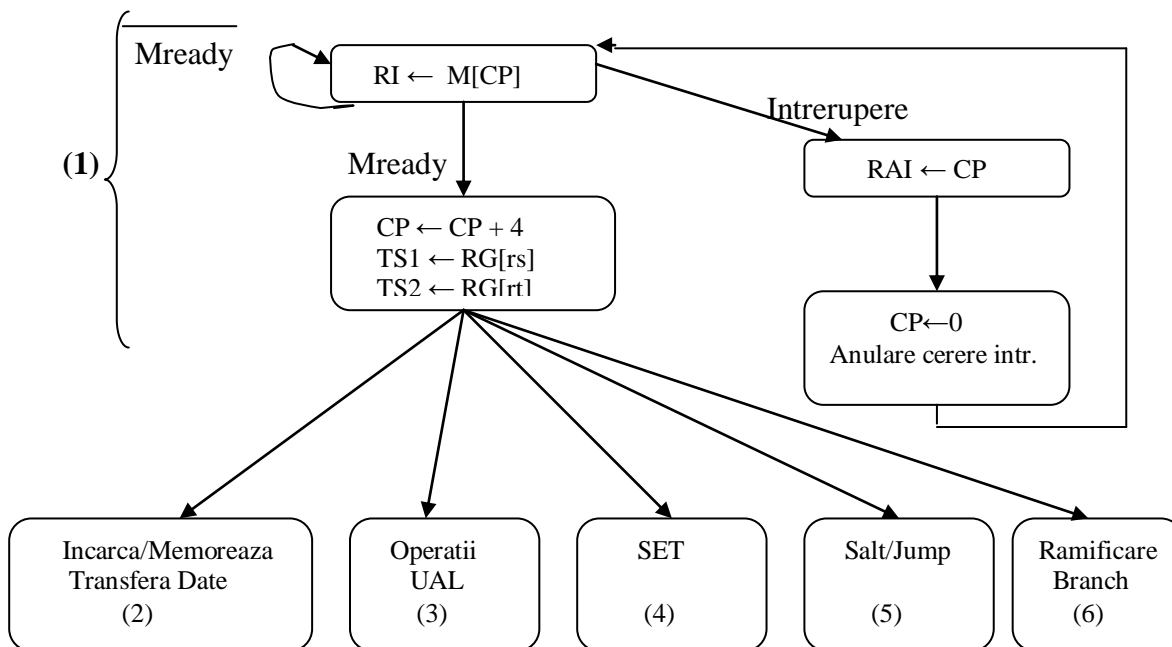 Mready
RI ← M[CP]
Intrerupere
(1)
Mready
RAI ← CP
CP ← CP + 4
TS1 ← RG[rs]
TS2 ← RG[rt]
CP←0
Anulare cerere intr.
Incarca/Memoreaza
Transfera Date
(2)
Operatii
UAL
(3)
SET
(4)
Salt/Jump
(5)
Ramificare
Branch
(6)